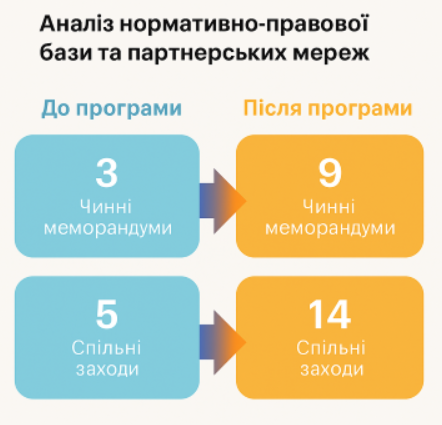 Аналіз нормативно-правової
бази та партнерських мереж
До програми
Після програми
3
Чинні
меморандуми
9
Чинні
меморандуми
5
Спільні
заходи
14
Спільні
заходи